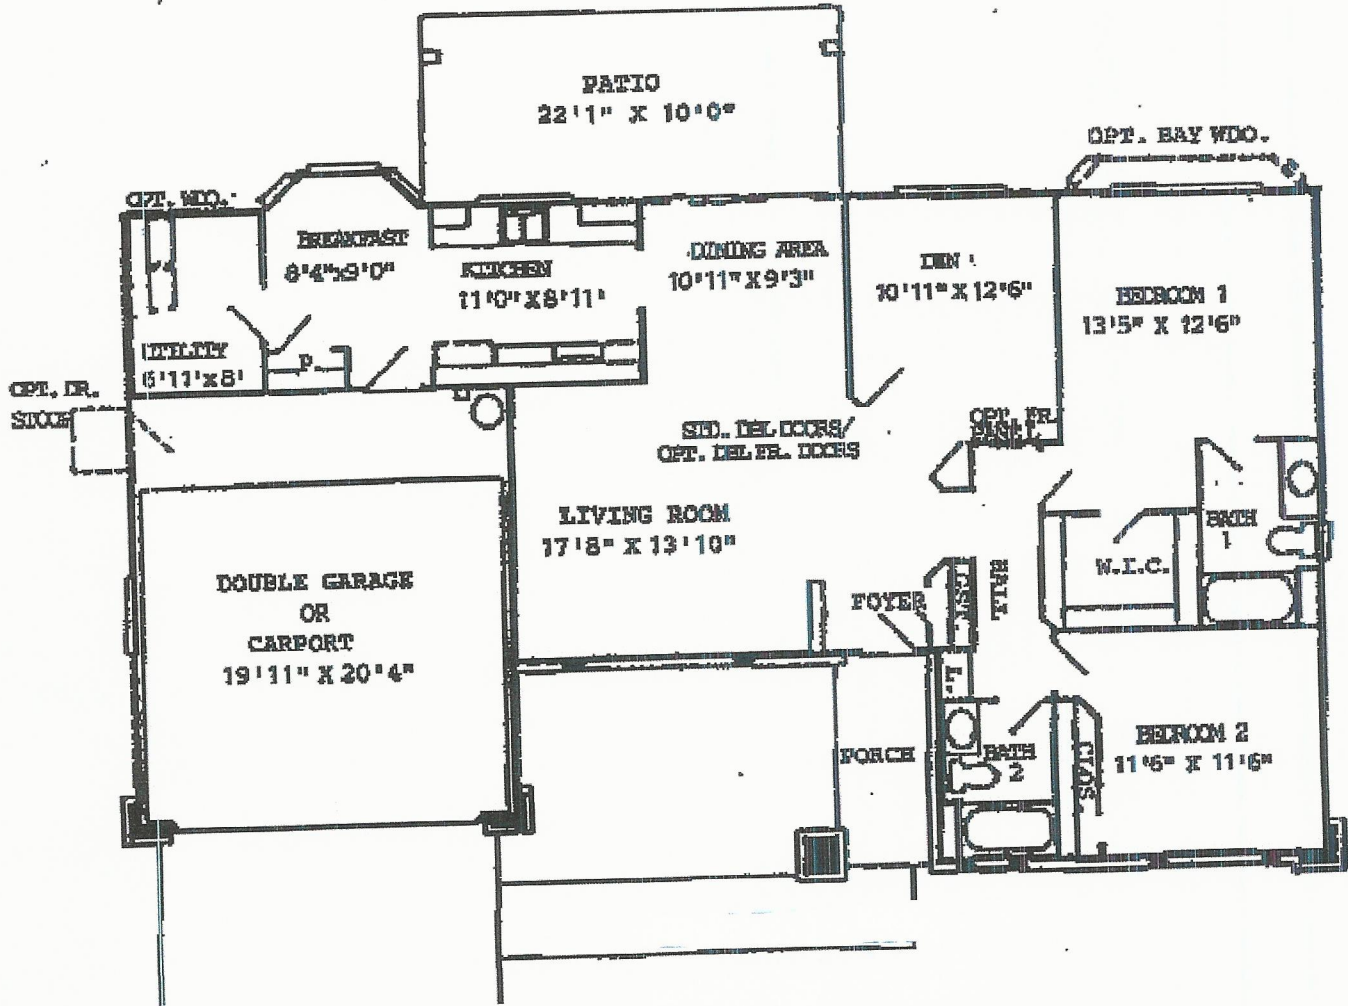 PATIO
22'1" X 10'0"
OPT. BAY WDO.
OPT. WDO.
BREAKFAST
8'4"x9'0"
KITCHEN
11'0"X8'11'
DINING AREA
10'11"X9'3"
DEN
10'11"X12'6"
BEDROOM 1
13'5" X 12'6"
UTILITY
6'11'x8'
P.
OPT. DR.
STOOP
STD. DBL DOORS/
OPT. DBL FR. DOORS
OPT. FR.
LIVING ROOM
17'8" X 13'10"
BATH
1
W.I.C.
DOUBLE GARAGE
OR
CARPORT
19'11" X 20'4"
FOYER
HALL
L.
PORCH
BATH
2
CLOS.
BEDROOM 2
11'6" X 11'6"